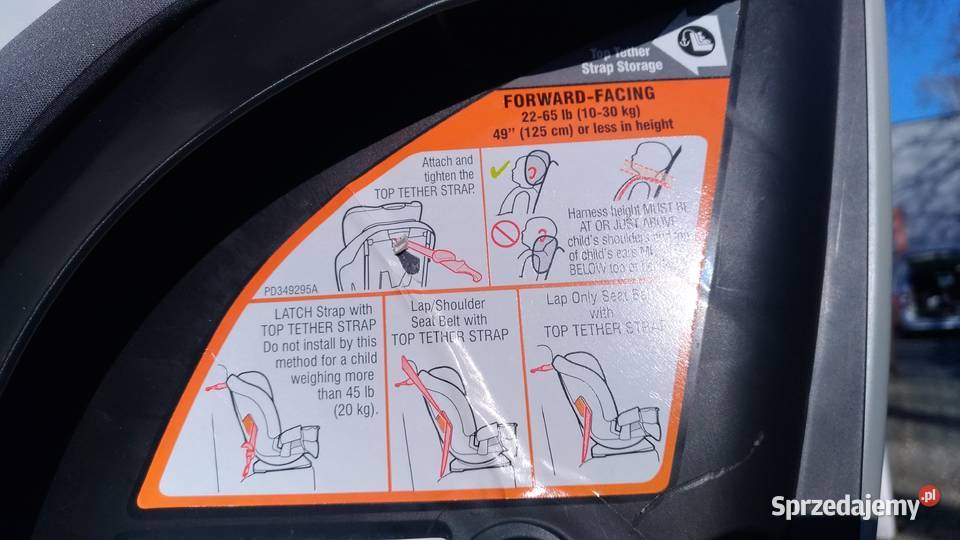 Top Tether
Strap Storage
FORWARD-FACING
22-65 lb (10-30 kg)
49” (125 cm) or less in height
Attach and
tighten the
TOP TETHER STRAP.
Harness height MUST BE
AT OR JUST ABOVE
child's shoulders
of child's ears
BELOW top of
PD349295A
LATCH Strap with
TOP TETHER STRAP
Do not install by this
method for a child
weighing more
than 45 lb
(20 kg).
Lap/Shoulder
Seat Belt with
TOP TETHER STRAP
Lap Only Seat Belt
with
TOP TETHER STRAP
Sprzedajemy.pl